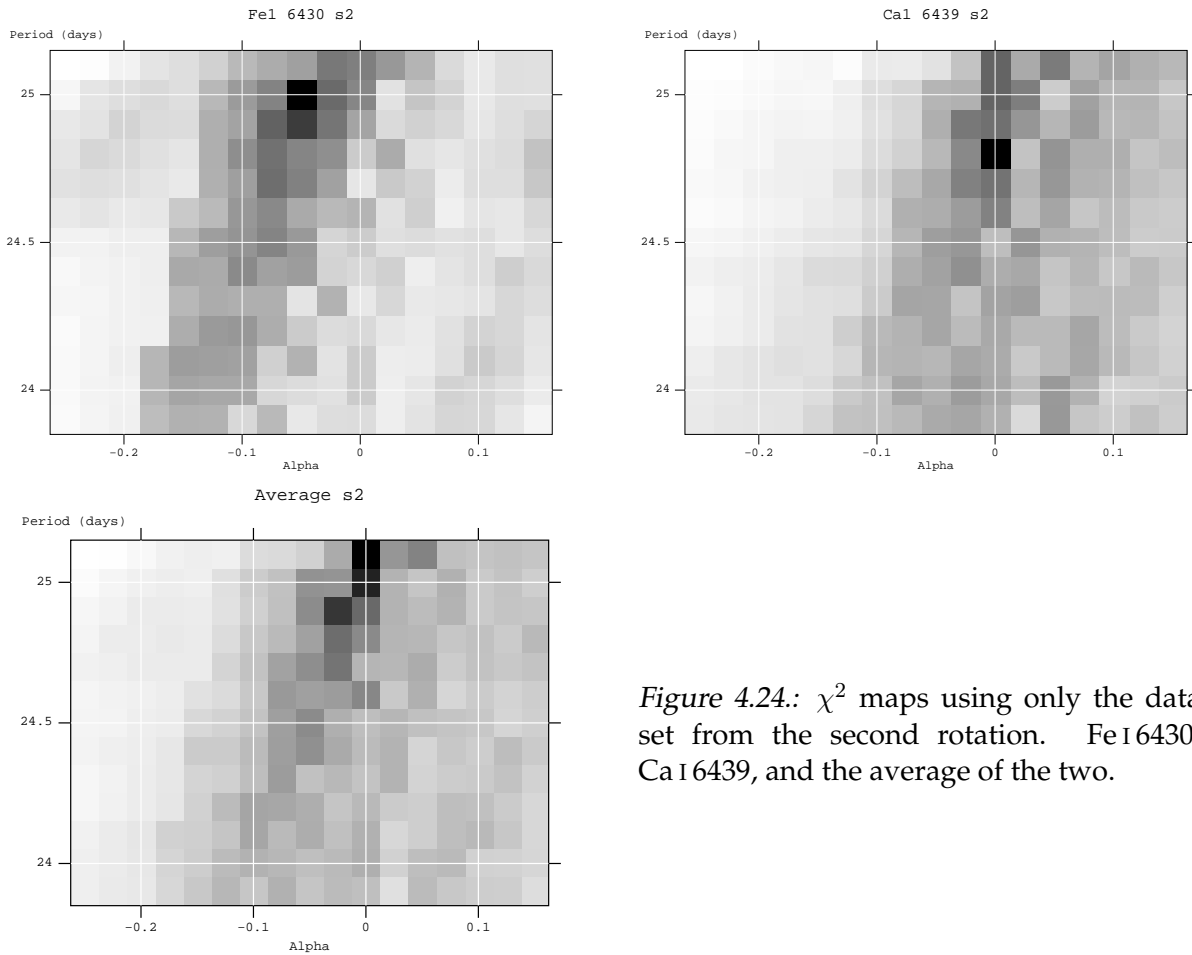 Fe1 6430 s2
Period (days)
25
24.5
24
-0.2 -0.1 0 0.1
Alpha
Ca1 6439 s2
Period (days)
25
24.5
24
-0.2 -0.1 0 0.1
Alpha
Average s2
Period (days)
25
24.5
24
-0.2 -0.1 0 0.1
Alpha
Figure 4.24.: χ² maps using only the data
set from the second rotation. Fe I 6430
Ca I 6439, and the average of the two.